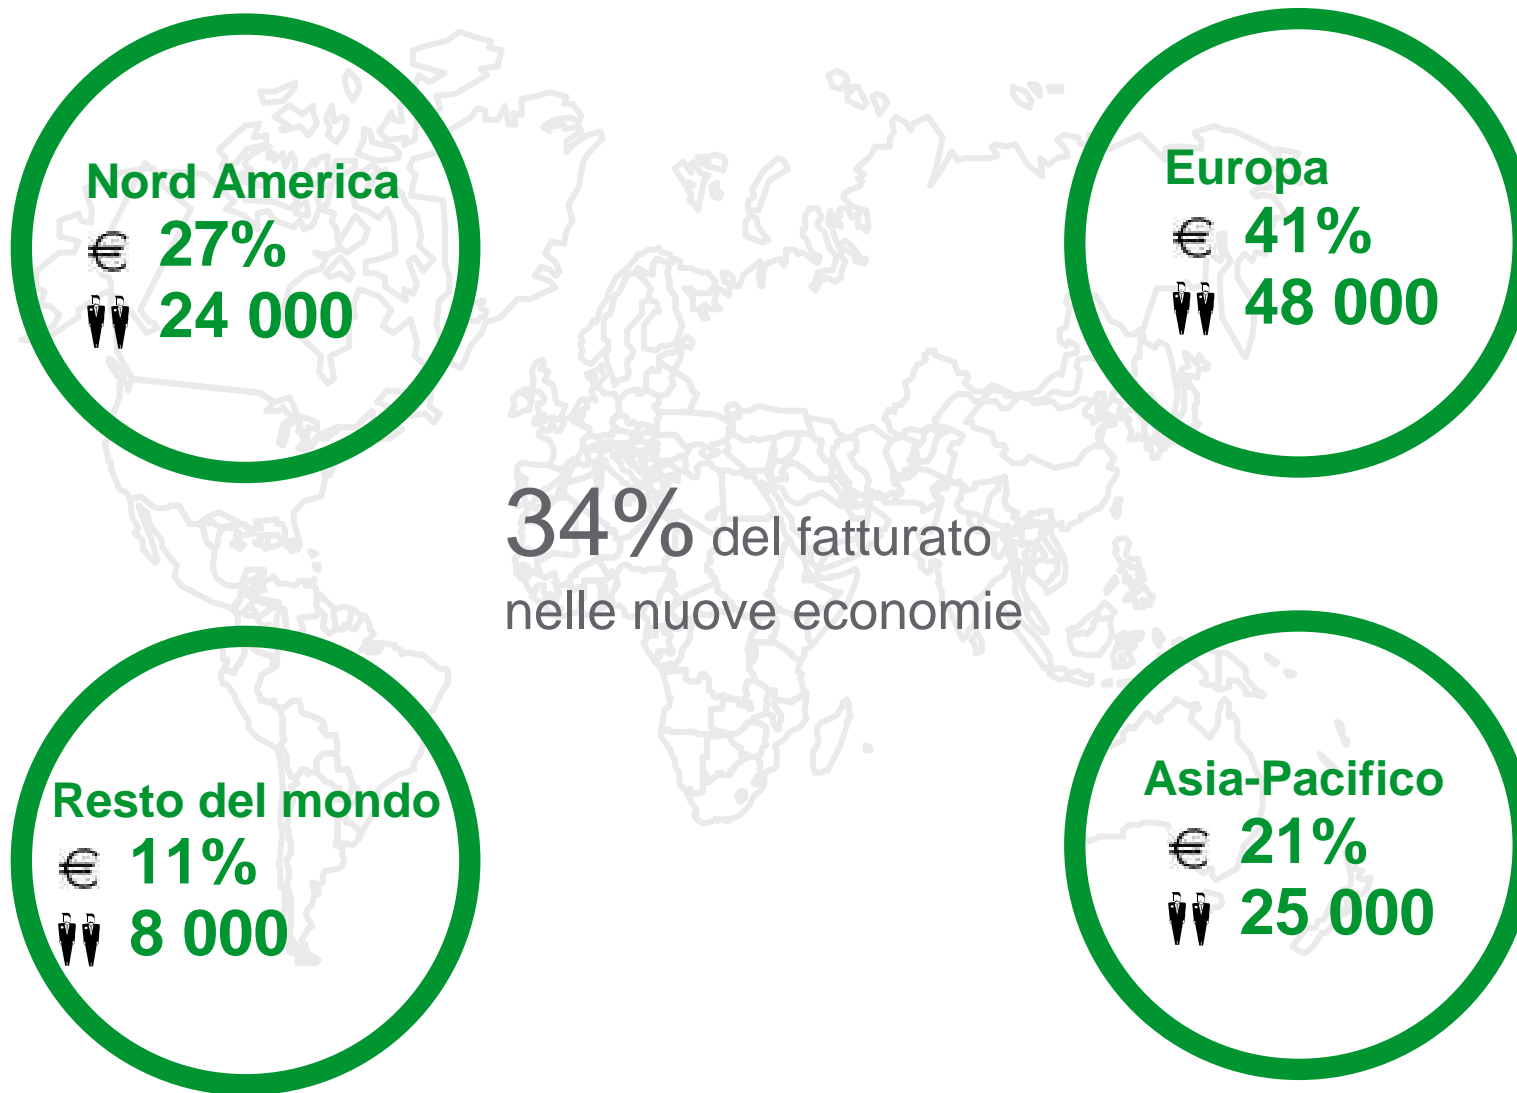 Nord America
€ 27%
24 000
Europa
€ 41%
48 000
34% del fatturato
nelle nuove economie
Resto del mondo
€ 11%
8 000
Asia-Pacifico
€ 21%
25 000